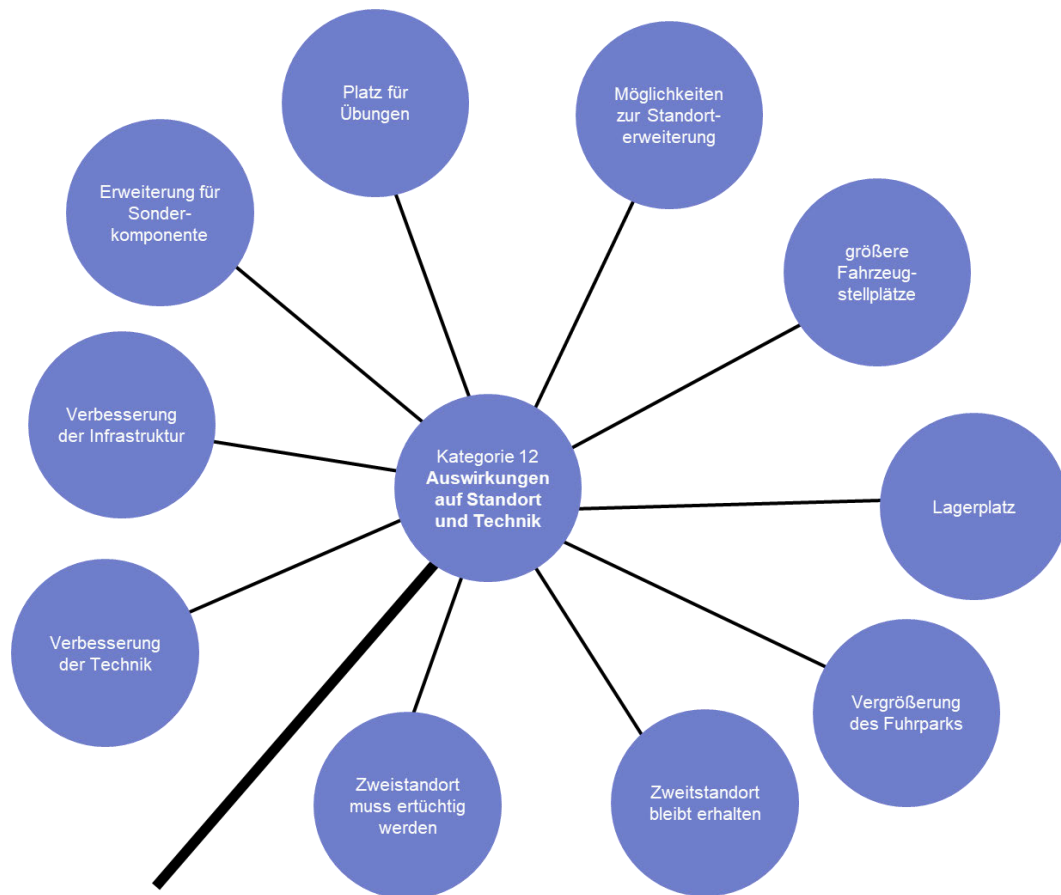 Platz für
Übungen
Möglichkeiten
zur Standort-
erweiterung
Erweiterung für
Sonder-
komponente
größere
Fahrzeug-
stellplätze
Verbesserung
der Infrastruktur
Kategorie 12
Auswirkungen
auf Standort
und Technik
Lagerplatz
Verbesserung
der Technik
Vergrößerung
des Fuhrparks
Zweistandort
muss ertüchtig
werden
Zweitstandort
bleibt erhalten